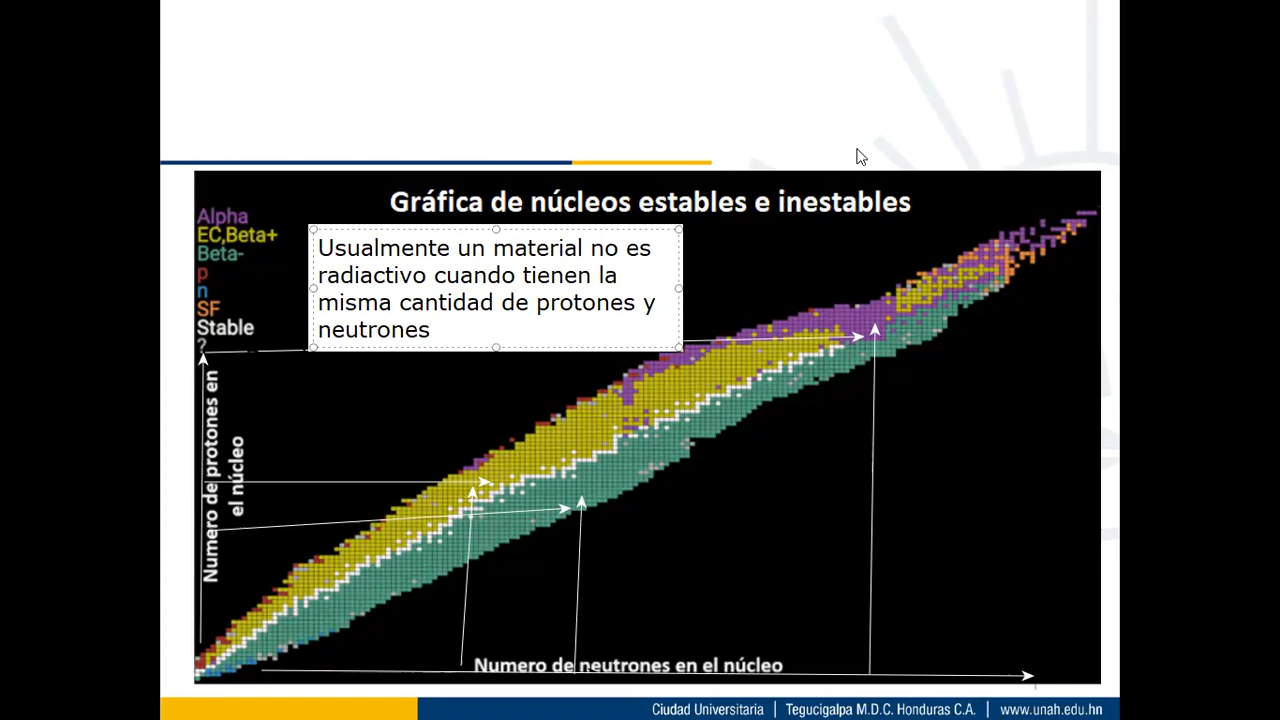 Gráfica de núcleos estables e inestables
Alpha
EC,Beta+
Beta-
p
n
SF
Stable
?
Usualmente un material no es
radiactivo cuando tienen la
misma cantidad de protones y
neutrones
Numero de protones en
el núcleo
Numero de neutrones en el núcleo
Ciudad Universitaria | Tegucigalpa M.D.C. Honduras C.A. | www.unah.edu.hn